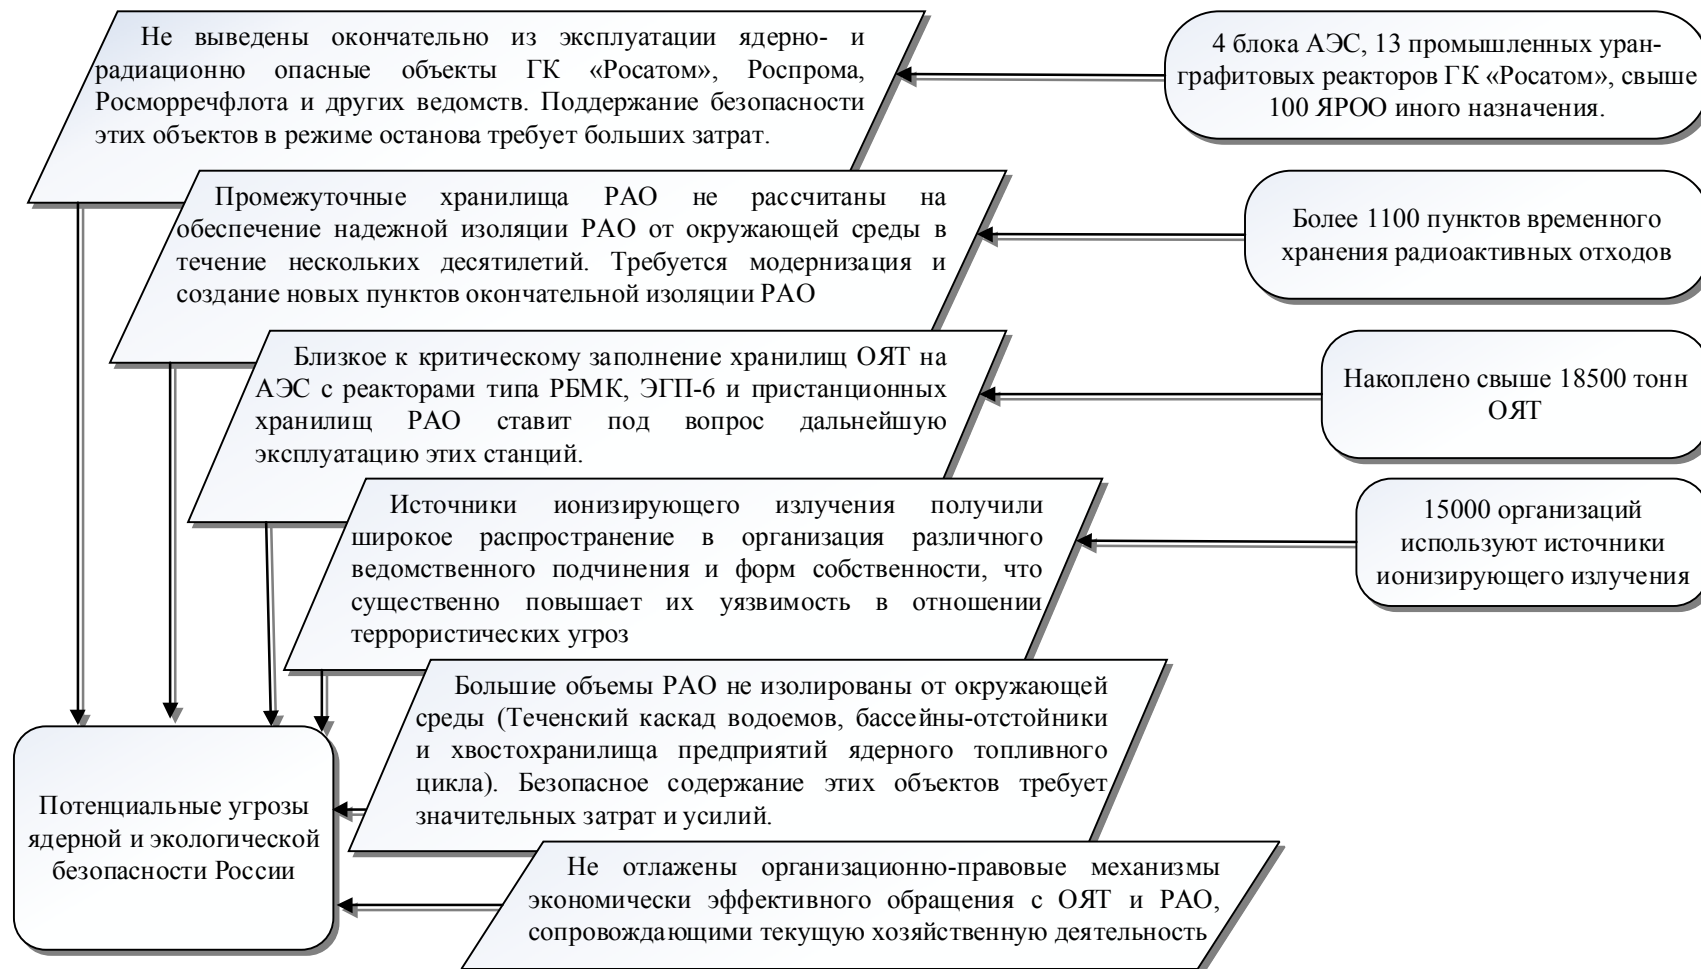 Не выведены окончательно из эксплуатации ядерно- и
радиационно опасные объекты ГК «Росатом», Роспрома,
Росморречфлота и других ведомств. Поддержание безопасности
этих объектов в режиме останова требует больших затрат.
4 блока АЭС, 13 промышленных уран-
графитовых реакторов ГК «Росатом», свыше
100 ЯРОО иного назначения.
Промежуточные хранилища РАО не рассчитаны на
обеспечение надежной изоляции РАО от окружающей среды в
течение нескольких десятилетий. Требуется модернизация и
создание новых пунктов окончательной изоляции РАО
Более 1100 пунктов временного
хранения радиоактивных отходов
Близкое к критическому заполнение хранилищ ОЯТ на
АЭС с реакторами типа РБМК, ЭГП-6 и пристанционных
хранилищ РАО ставит под вопрос дальнейшую
эксплуатацию этих станций.
Накоплено свыше 18500 тонн
ОЯТ
Источники ионизирующего излучения получили
широкое распространение в организация различного
ведомственного подчинения и форм собственности, что
существенно повышает их уязвимость в отношении
террористических угроз
15000 организаций
используют источники
ионизирующего излучения
Большие объемы РАО не изолированы от окружающей
среды (Теченский каскад водоемов, бассейны-отстойники
и хвостохранилища предприятий ядерного топливного
цикла). Безопасное содержание этих объектов требует
значительных затрат и усилий.
Потенциальные угрозы
ядерной и экологической
безопасности России
Не отлажены организационно-правовые механизмы
экономически эффективного обращения с ОЯТ и РАО,
сопровождающими текущую хозяйственную деятельность